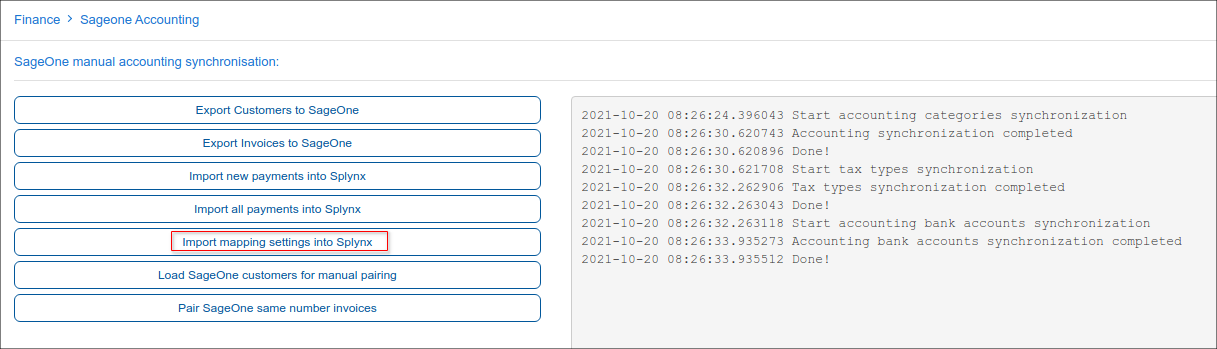 Finance > Sageone Accounting
SageOne manual accounting synchronisation:
Export Customers to SageOne
Export Invoices to SageOne
Import new payments into Splynx
Import all payments into Splynx
Import mapping settings into Splynx
Load SageOne customers for manual pairing
Pair SageOne same number invoices
2021-10-20 08:26:24.396043 Start accounting categories synchronization
2021-10-20 08:26:30.620743 Accounting synchronization completed
2021-10-20 08:26:30.620896 Done!
2021-10-20 08:26:30.621708 Start tax types synchronization
2021-10-20 08:26:32.262906 Tax types synchronization completed
2021-10-20 08:26:32.263043 Done!
2021-10-20 08:26:32.263118 Start accounting bank accounts synchronization
2021-10-20 08:26:33.935273 Accounting bank accounts synchronization completed
2021-10-20 08:26:33.935512 Done!